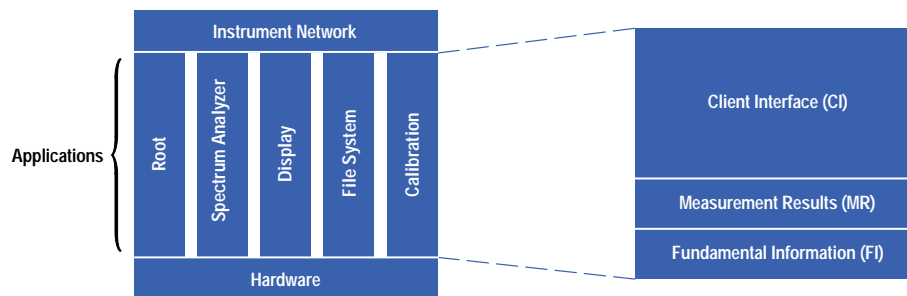 Instrument Network
Applications
Root
Spectrum Analyzer
Display
File System
Calibration
Hardware
Client Interface (CI)
Measurement Results (MR)
Fundamental Information (FI)